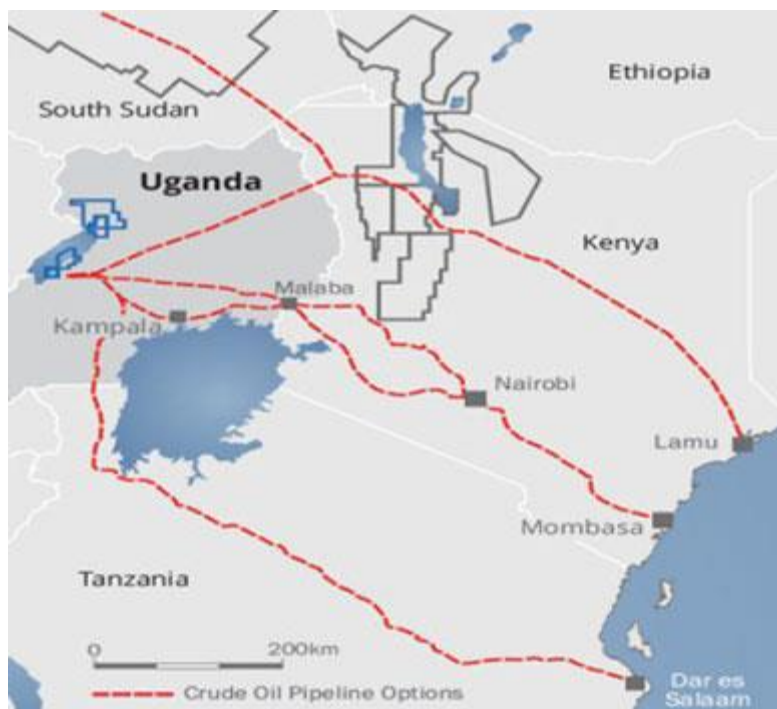 Ethiopia
South Sudan
Uganda
Kenya
Malaba
Kampala
Nairobi
Lamu
Mombasa
Tanzania
0
200km
Crude Oil Pipeline Options
Dar es
Salaam